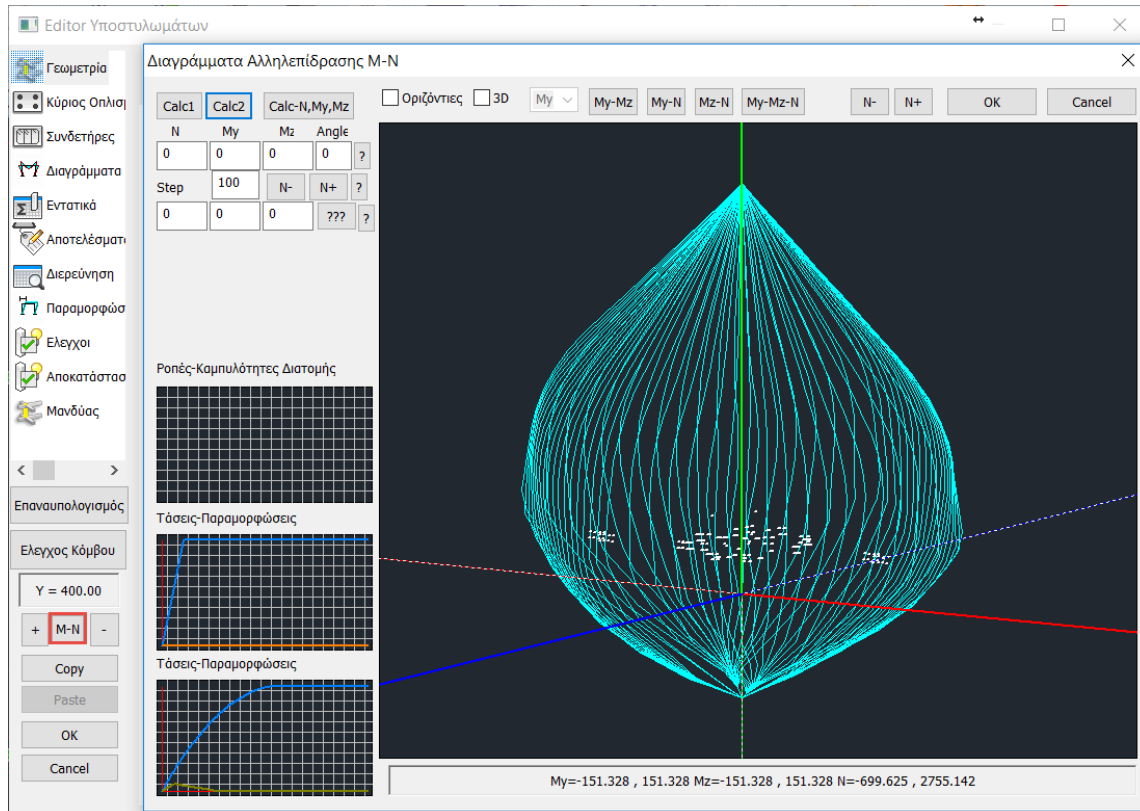 Editor Υποστυλωμάτων
Γεωμετρία
Κύριος Οπλισ
Συνδετήρες
Διαγράμματα
Εντατικά
Αποτελέσματ
Διερεύνηση
Παραμορφώσ
Ελεγχοι
Αποκατάστασ
Μανδύας
Επαναυπολογισμός
Ελεγχος Κόμβου
Y = 400.00
+ M-N -
Copy
Paste
OK
Cancel
Διαγράμματα Αλληλεπίδρασης M-N
Calc1 Calc2 Calc-N,My,Mz
Οριζόντιες 3D My My-Mz My-N Mz-N My-Mz-N N- N+ OK Cancel
N My Mz Angle
0 0 0 0 ?
Step 100 N- N+ ?
0 0 0 ??? ?
Ροπές-Καμπυλότητες Διατομής
Τάσεις-Παραμορφώσεις
Τάσεις-Παραμορφώσεις
My=-151.328 , 151.328 Mz=-151.328 , 151.328 N=-699.625 , 2755.142